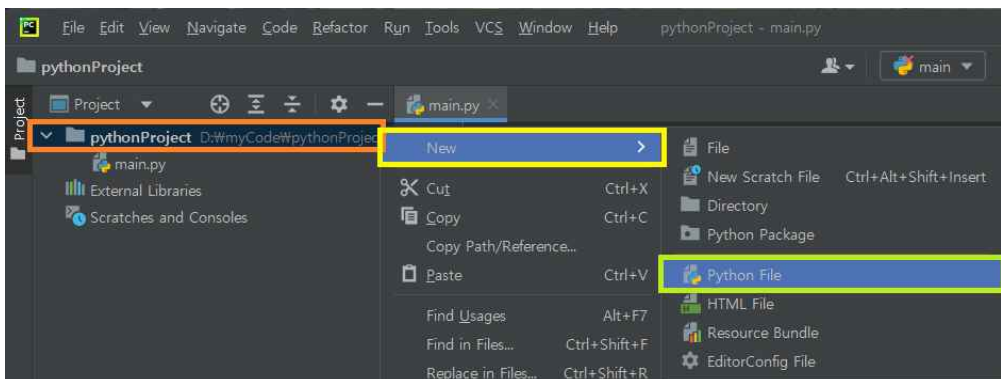 PC File Edit View Navigate Code Refactor Run Tools VCS Window Help pythonProject - main.py
pythonProject main
Project
Project main.py
pythonProject D:₩myCode₩pythonProjec
main.py
External Libraries
Scratches and Consoles
New
Cut Ctrl+X
Copy Ctrl+C
Copy Path/Reference...
Paste Ctrl+V
Find Usages Alt+F7
Find in Files... Ctrl+Shift+F
Replace in Files... Ctrl+Shift+R
File
New Scratch File Ctrl+Alt+Shift+Insert
Directory
Python Package
Python File
HTML File
Resource Bundle
EditorConfig File